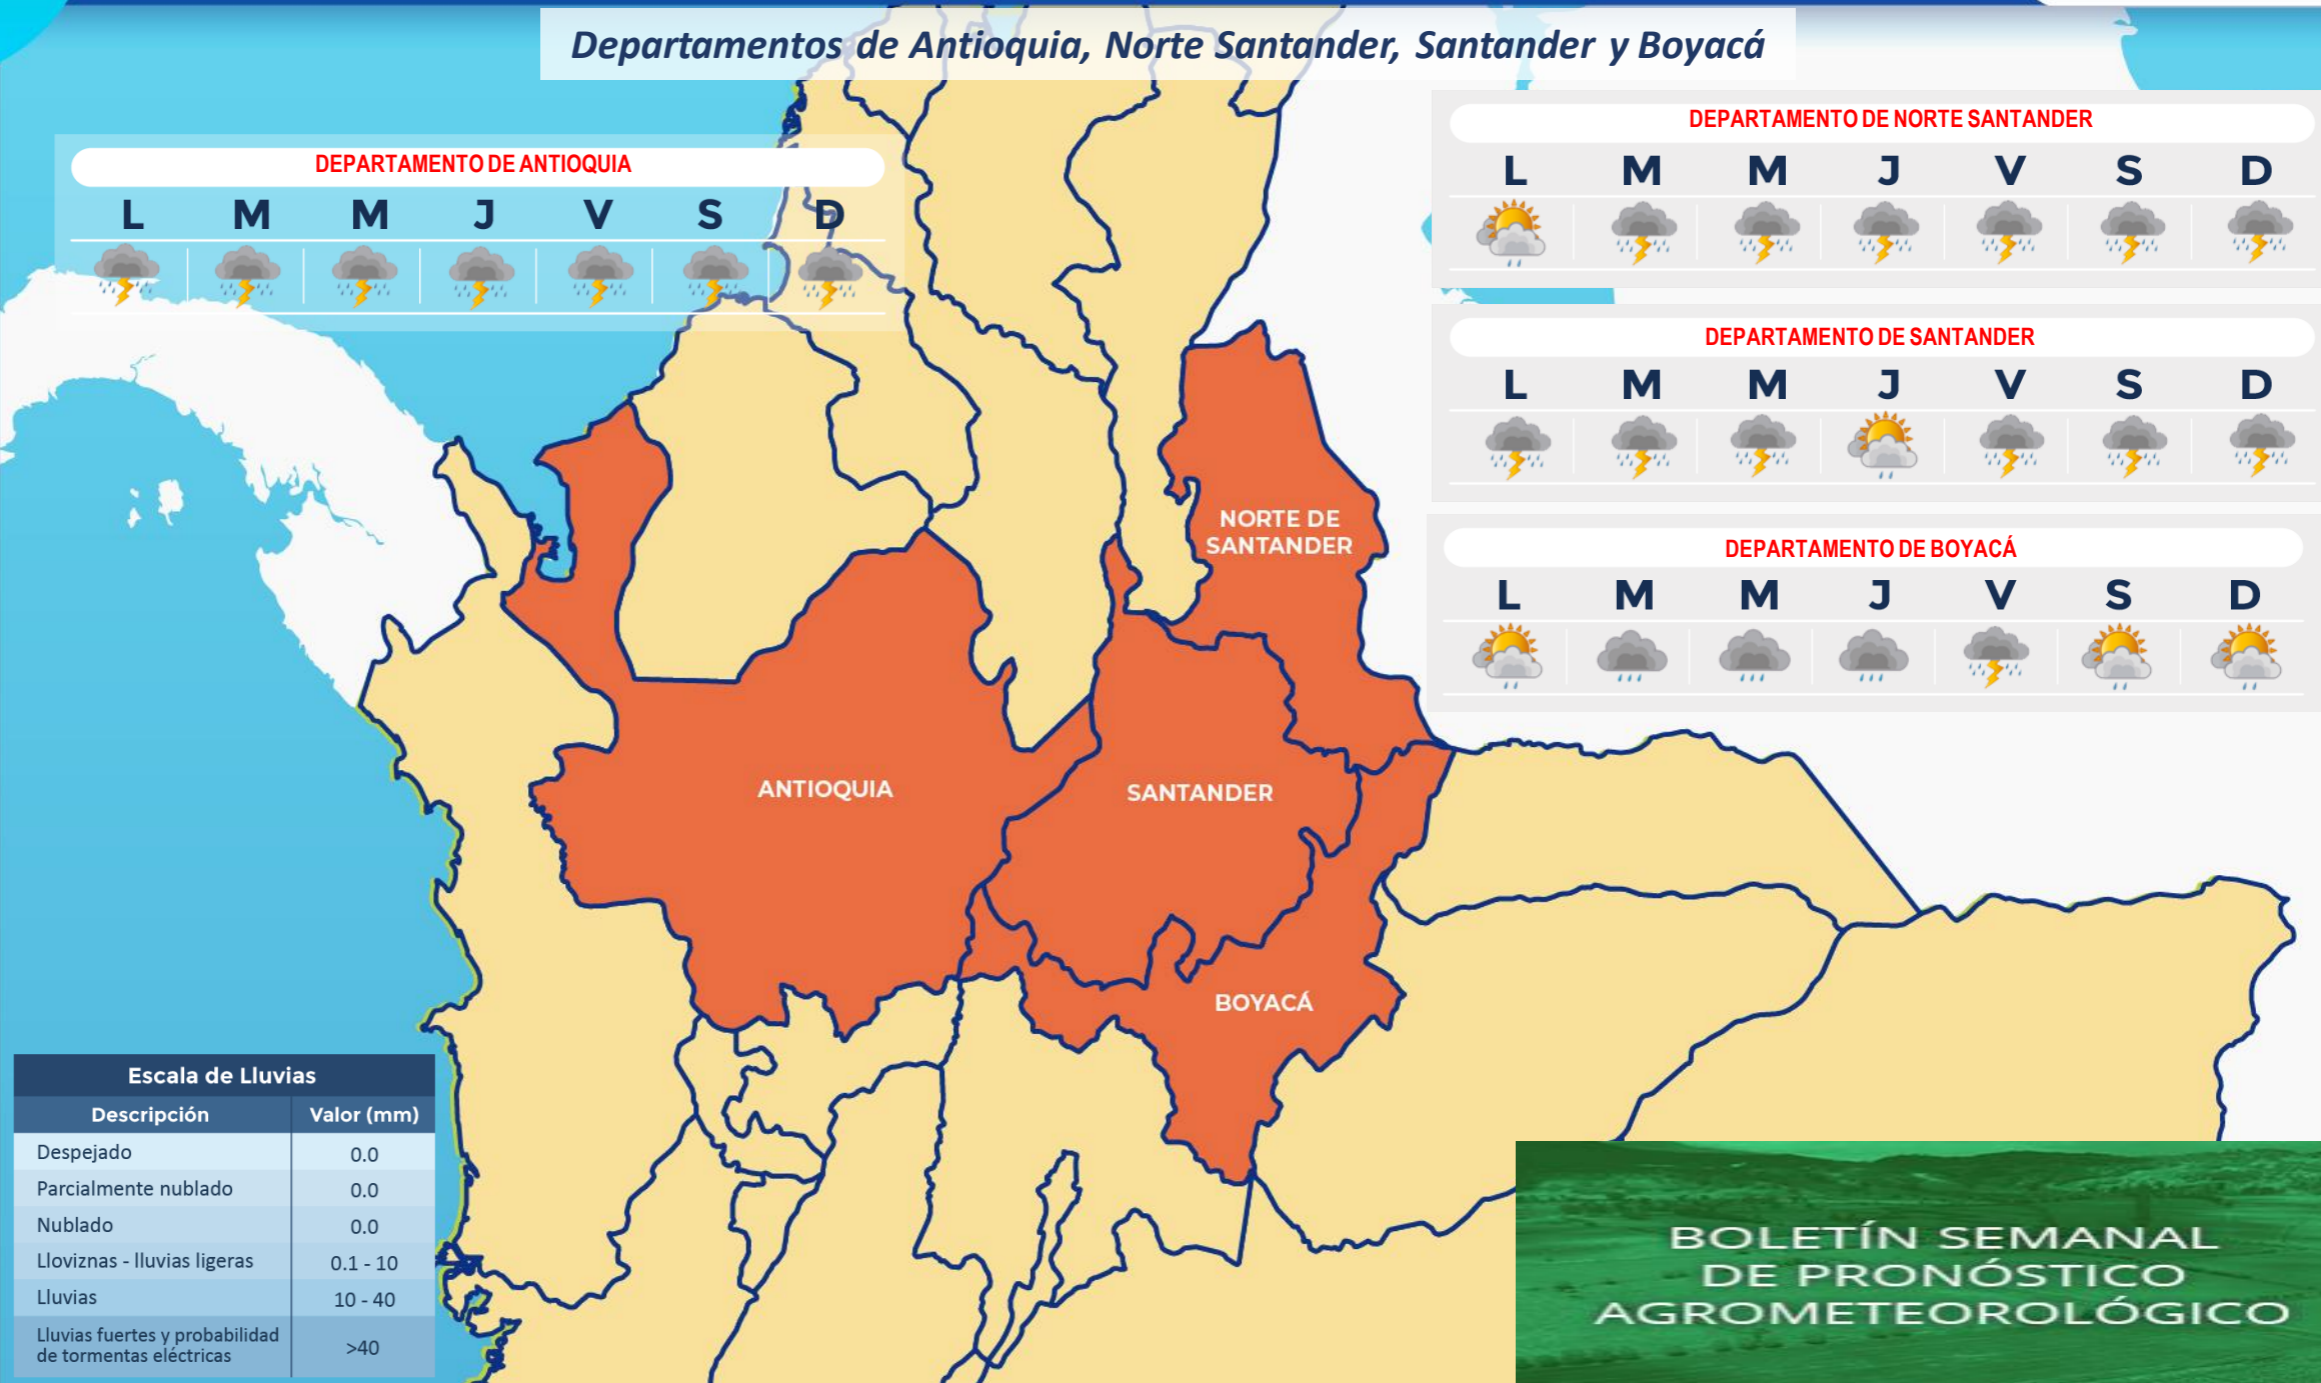 Departamentos de Antioquia, Norte Santander, Santander y Boyacá
DEPARTAMENTO DE ANTIOQUIA
L M M J V S D
DEPARTAMENTO DE NORTE SANTANDER
L M M J V S D
DEPARTAMENTO DE SANTANDER
L M M J V S D
DEPARTAMENTO DE BOYACÁ
L M M J V S D
NORTE DE
SANTANDER
ANTIOQUIA
SANTANDER
BOYACÁ
Escala de Lluvias
Descripción Valor (mm)
Despejado 0.0
Parcialmente nublado 0.0
Nublado 0.0
Lloviznas - lluvias ligeras 0.1 - 10
Lluvias 10 - 40
Lluvias fuertes y probabilidad
de tormentas eléctricas >40
BOLETÍN SEMANAL
DE PRONÓSTICO
AGROMETEOROLÓGICO